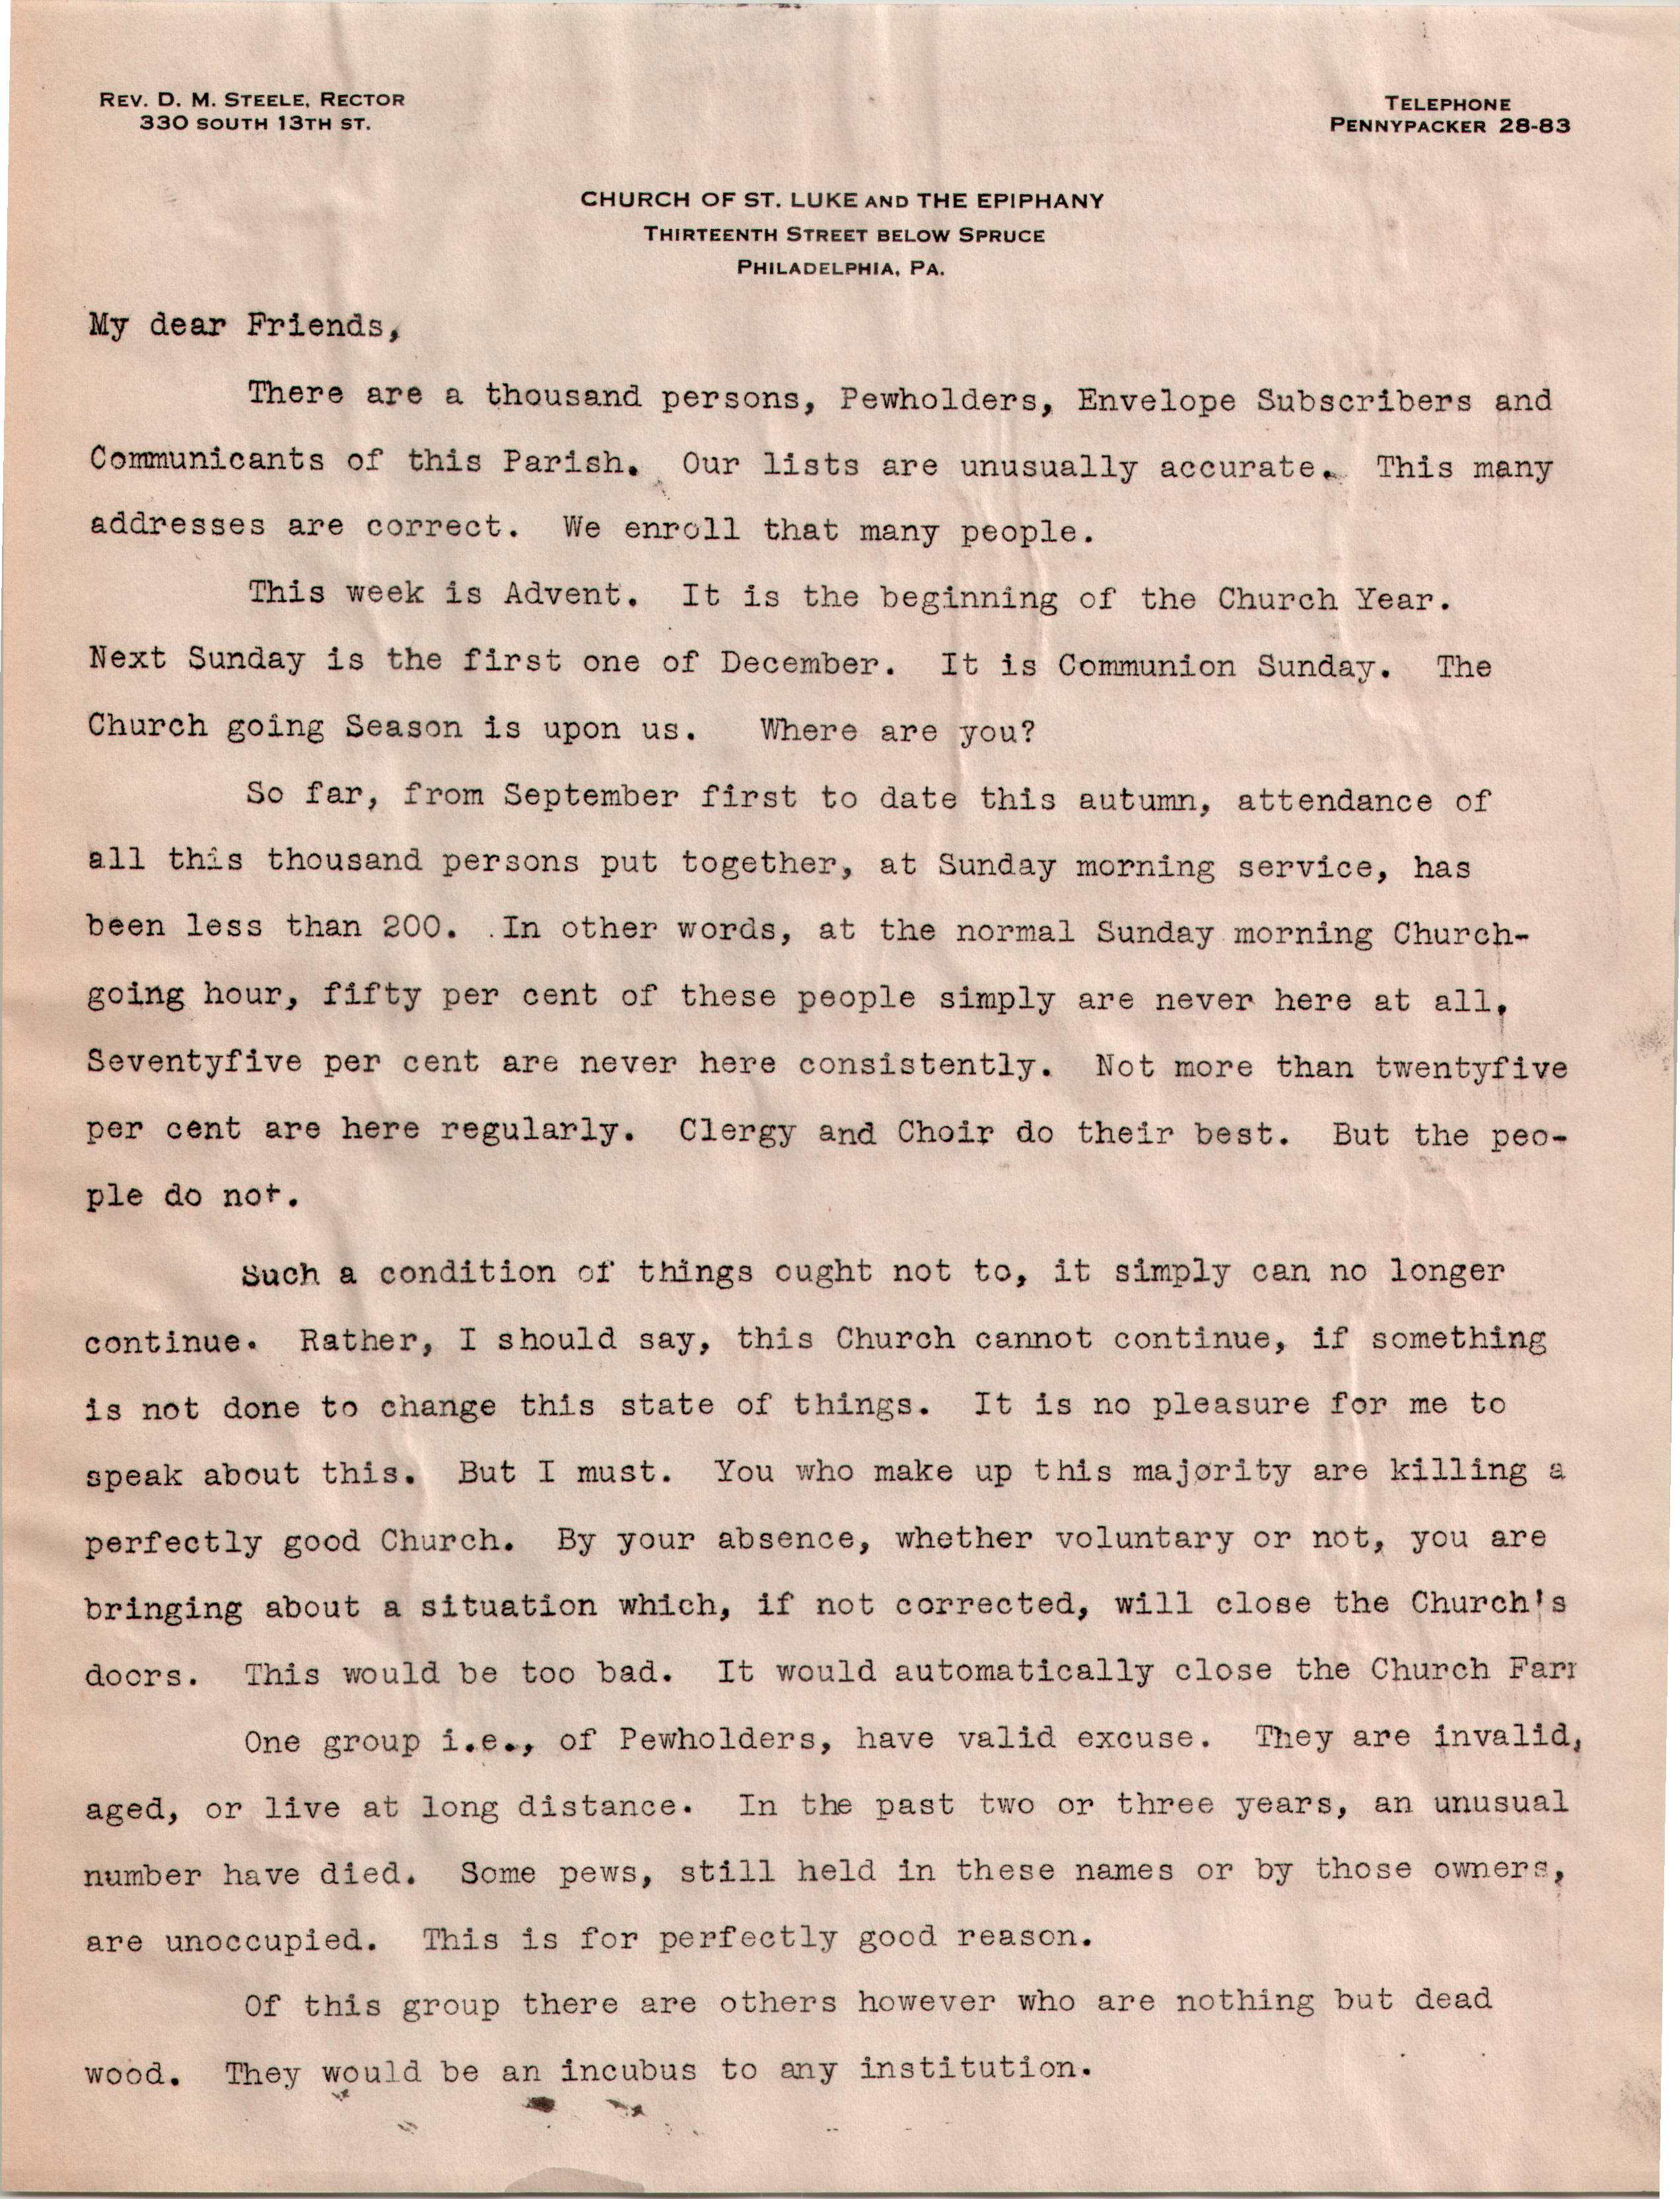 REV. D. M. STEELE, RECTOR
330 SOUTH 13TH ST.
TELEPHONE
PENNYPACKER 28-83
CHURCH OF ST. LUKE AND THE EPIPHANY
THIRTEENTH STREET BELOW SPRUCE
PHILADELPHIA, PA.
My dear Friends,
There are a thousand persons, Pewholders, Envelope Subscribers and
Communicants of this Parish. Our lists are unusually accurate. This many
addresses are correct. We enroll that many people.
This week is Advent. It is the beginning of the Church Year.
Next Sunday is the first one of December. It is Communion Sunday. The
Church going Season is upon us. Where are you?
So far, from September first to date this autumn, attendance of
all this thousand persons put together, at Sunday morning service, has
been less than 200. In other words, at the normal Sunday morning Church-
going hour, fifty per cent of these people simply are never here at all.
Seventyfive per cent are never here consistently. Not more than twentyfive
per cent are here regularly. Clergy and Choir do their best. But the peo-
ple do not.
Such a condition of things ought not to, it simply can no longer
continue. Rather, I should say, this Church cannot continue, if something
is not done to change this state of things. It is no pleasure for me to
speak about this. But I must. You who make up this majority are killing a
perfectly good Church. By your absence, whether voluntary or not, you are
bringing about a situation which, if not corrected, will close the Church's
doors. This would be too bad. It would automatically close the Church
One group i.e., of Pewholders, have valid excuse. They are invalid,
aged, or live at long distance. In the past two or three years, an unusual
number have died. Some pews, still held in these names or by those owners,
are unoccupied. This is for perfectly good reason.
Of this group there are others however who are nothing but dead
wood. They would be an incubus to any institution.